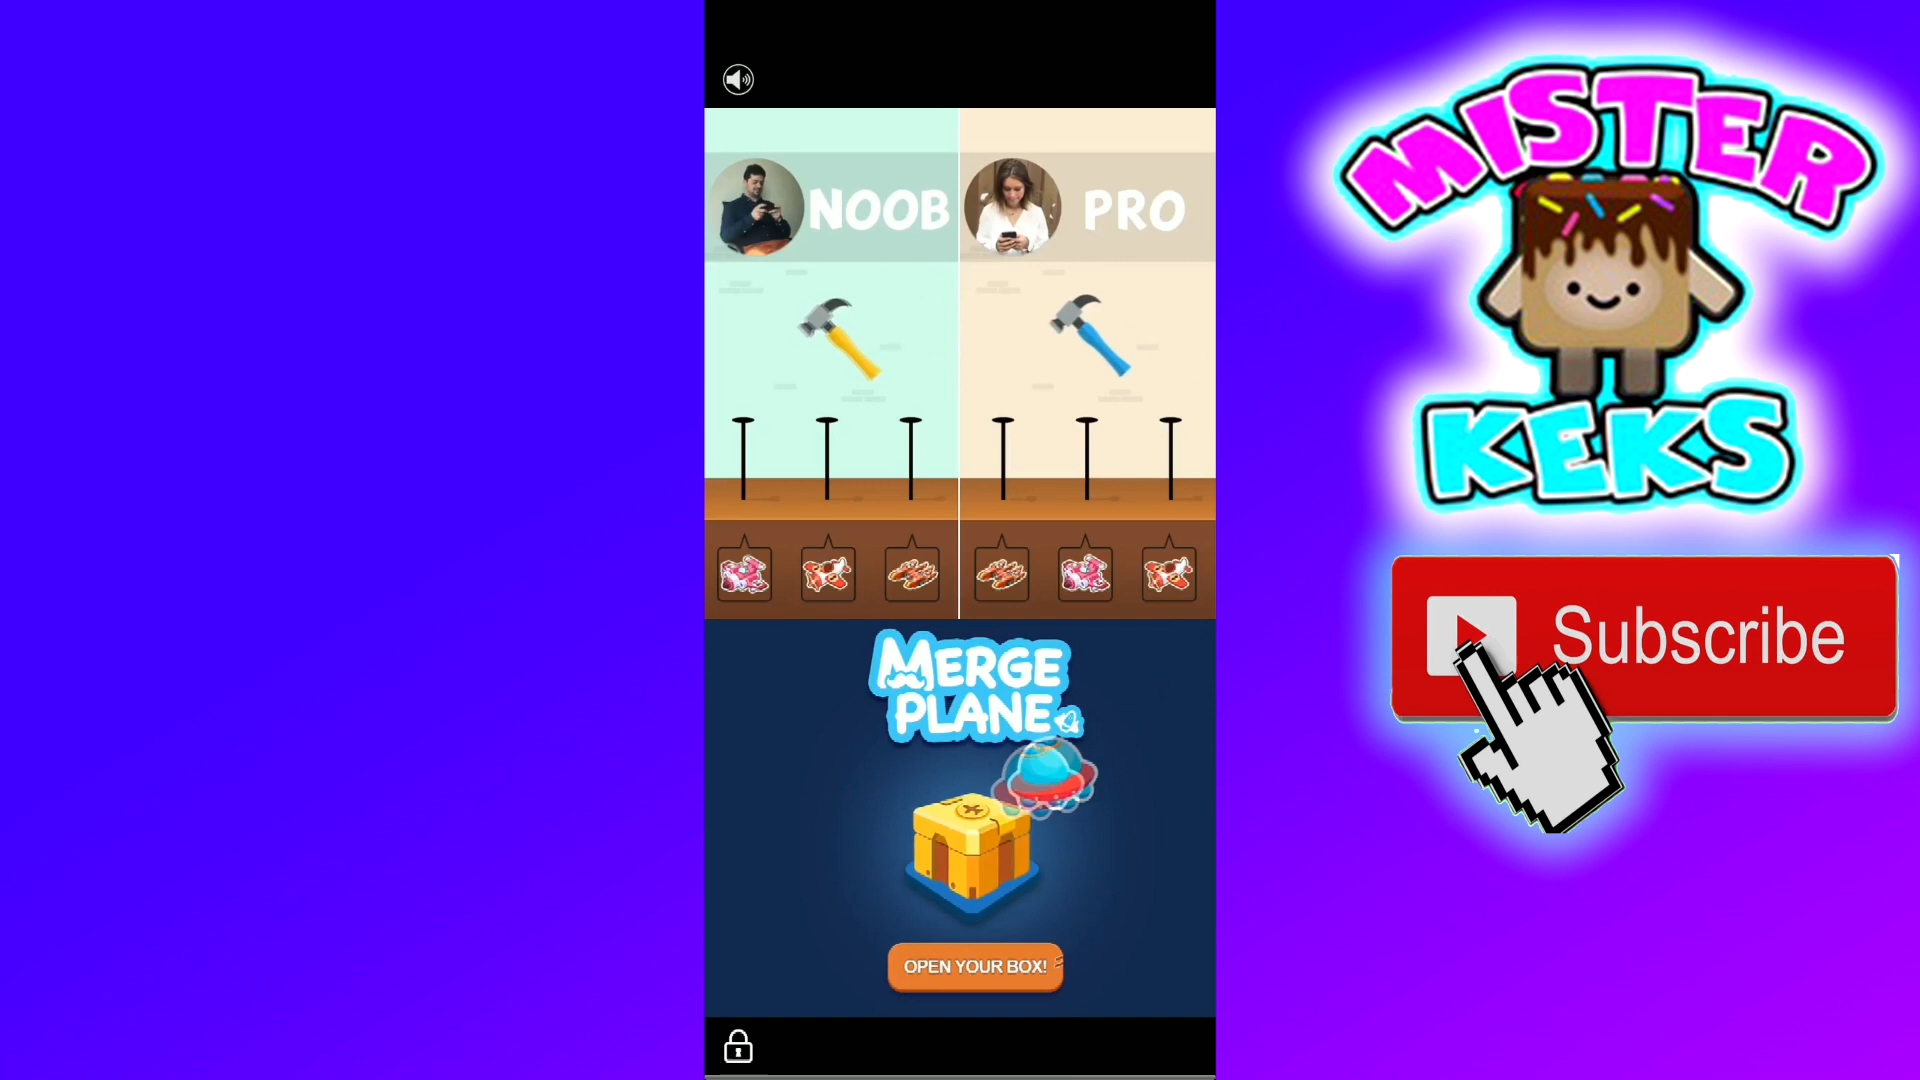 NOOB
PRO
MERGE
PLANE
OPEN YOUR BOX!
MISTER
KEKS
Subscribe